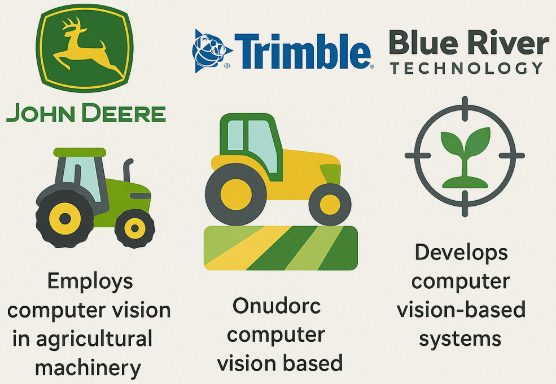 JOHN DEERE
Employs
computer vision
in agricultural
machinery
Trimble
Onudorc
computer
vision based
Blue River
TECHNOLOGY
Develops
computer
vision-based
systems